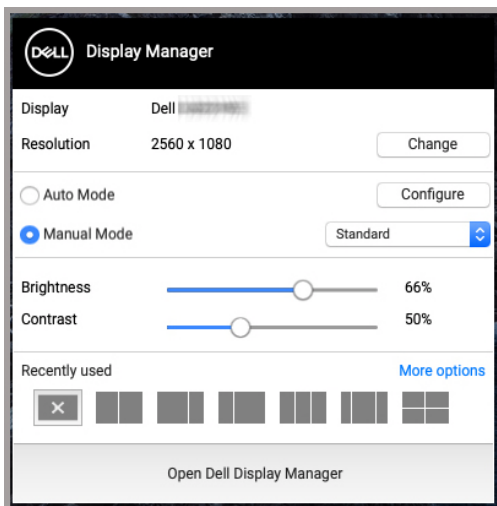 DELL Display Manager
Display Dell
Resolution 2560 x 1080 Change
Auto Mode Configure
Manual Mode Standard
Brightness 66%
Contrast 50%
Recently used More options
Open Dell Display Manager